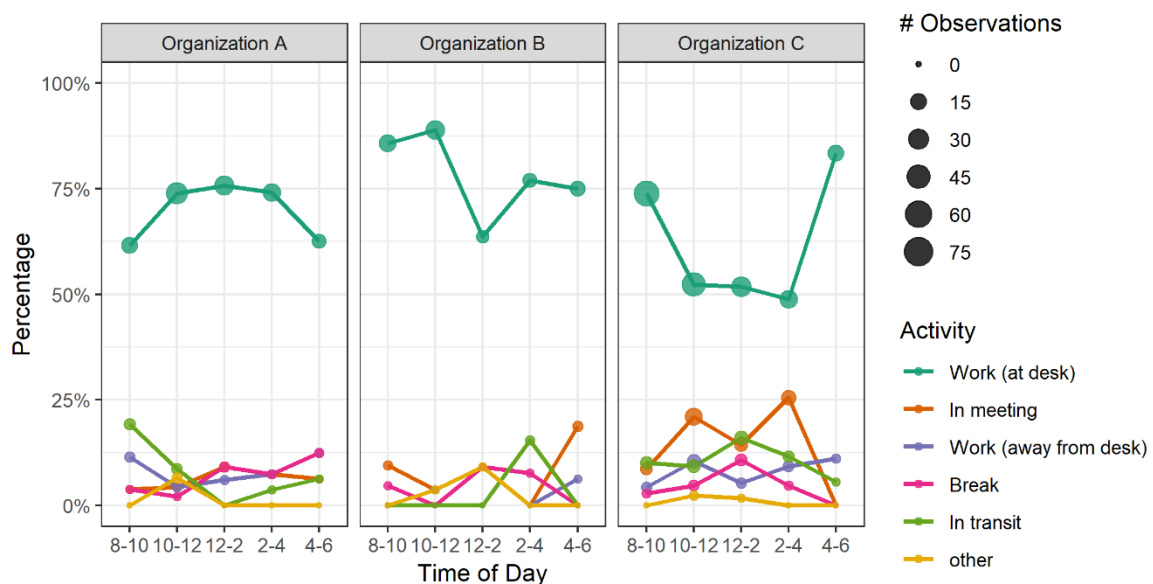 Organization A
Organization B
Organization C
100%
75%
50%
25%
0%
Percentage
8-10 10-12 12-2 2-4 4-6
8-10 10-12 12-2 2-4 4-6
8-10 10-12 12-2 2-4 4-6
Time of Day
# Observations
0
15
30
45
60
75
Activity
Work (at desk)
In meeting
Work (away from desk)
Break
In transit
other